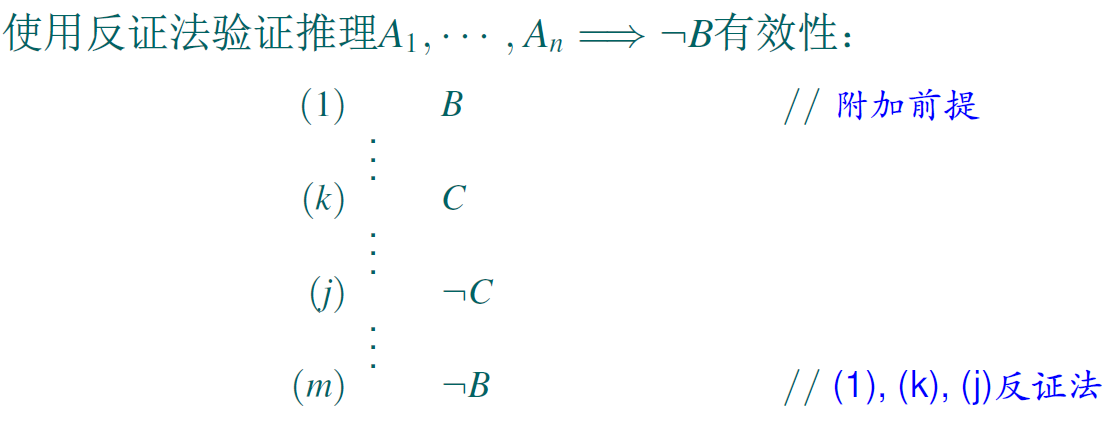 使用反证法验证推理A₁, ⋯ , Aₙ ⟹ ¬B有效性：
(1) B // 附加前提
⋮
(k) C
⋮
(j) ¬C
⋮
(m) ¬B // (1), (k), (j)反证法